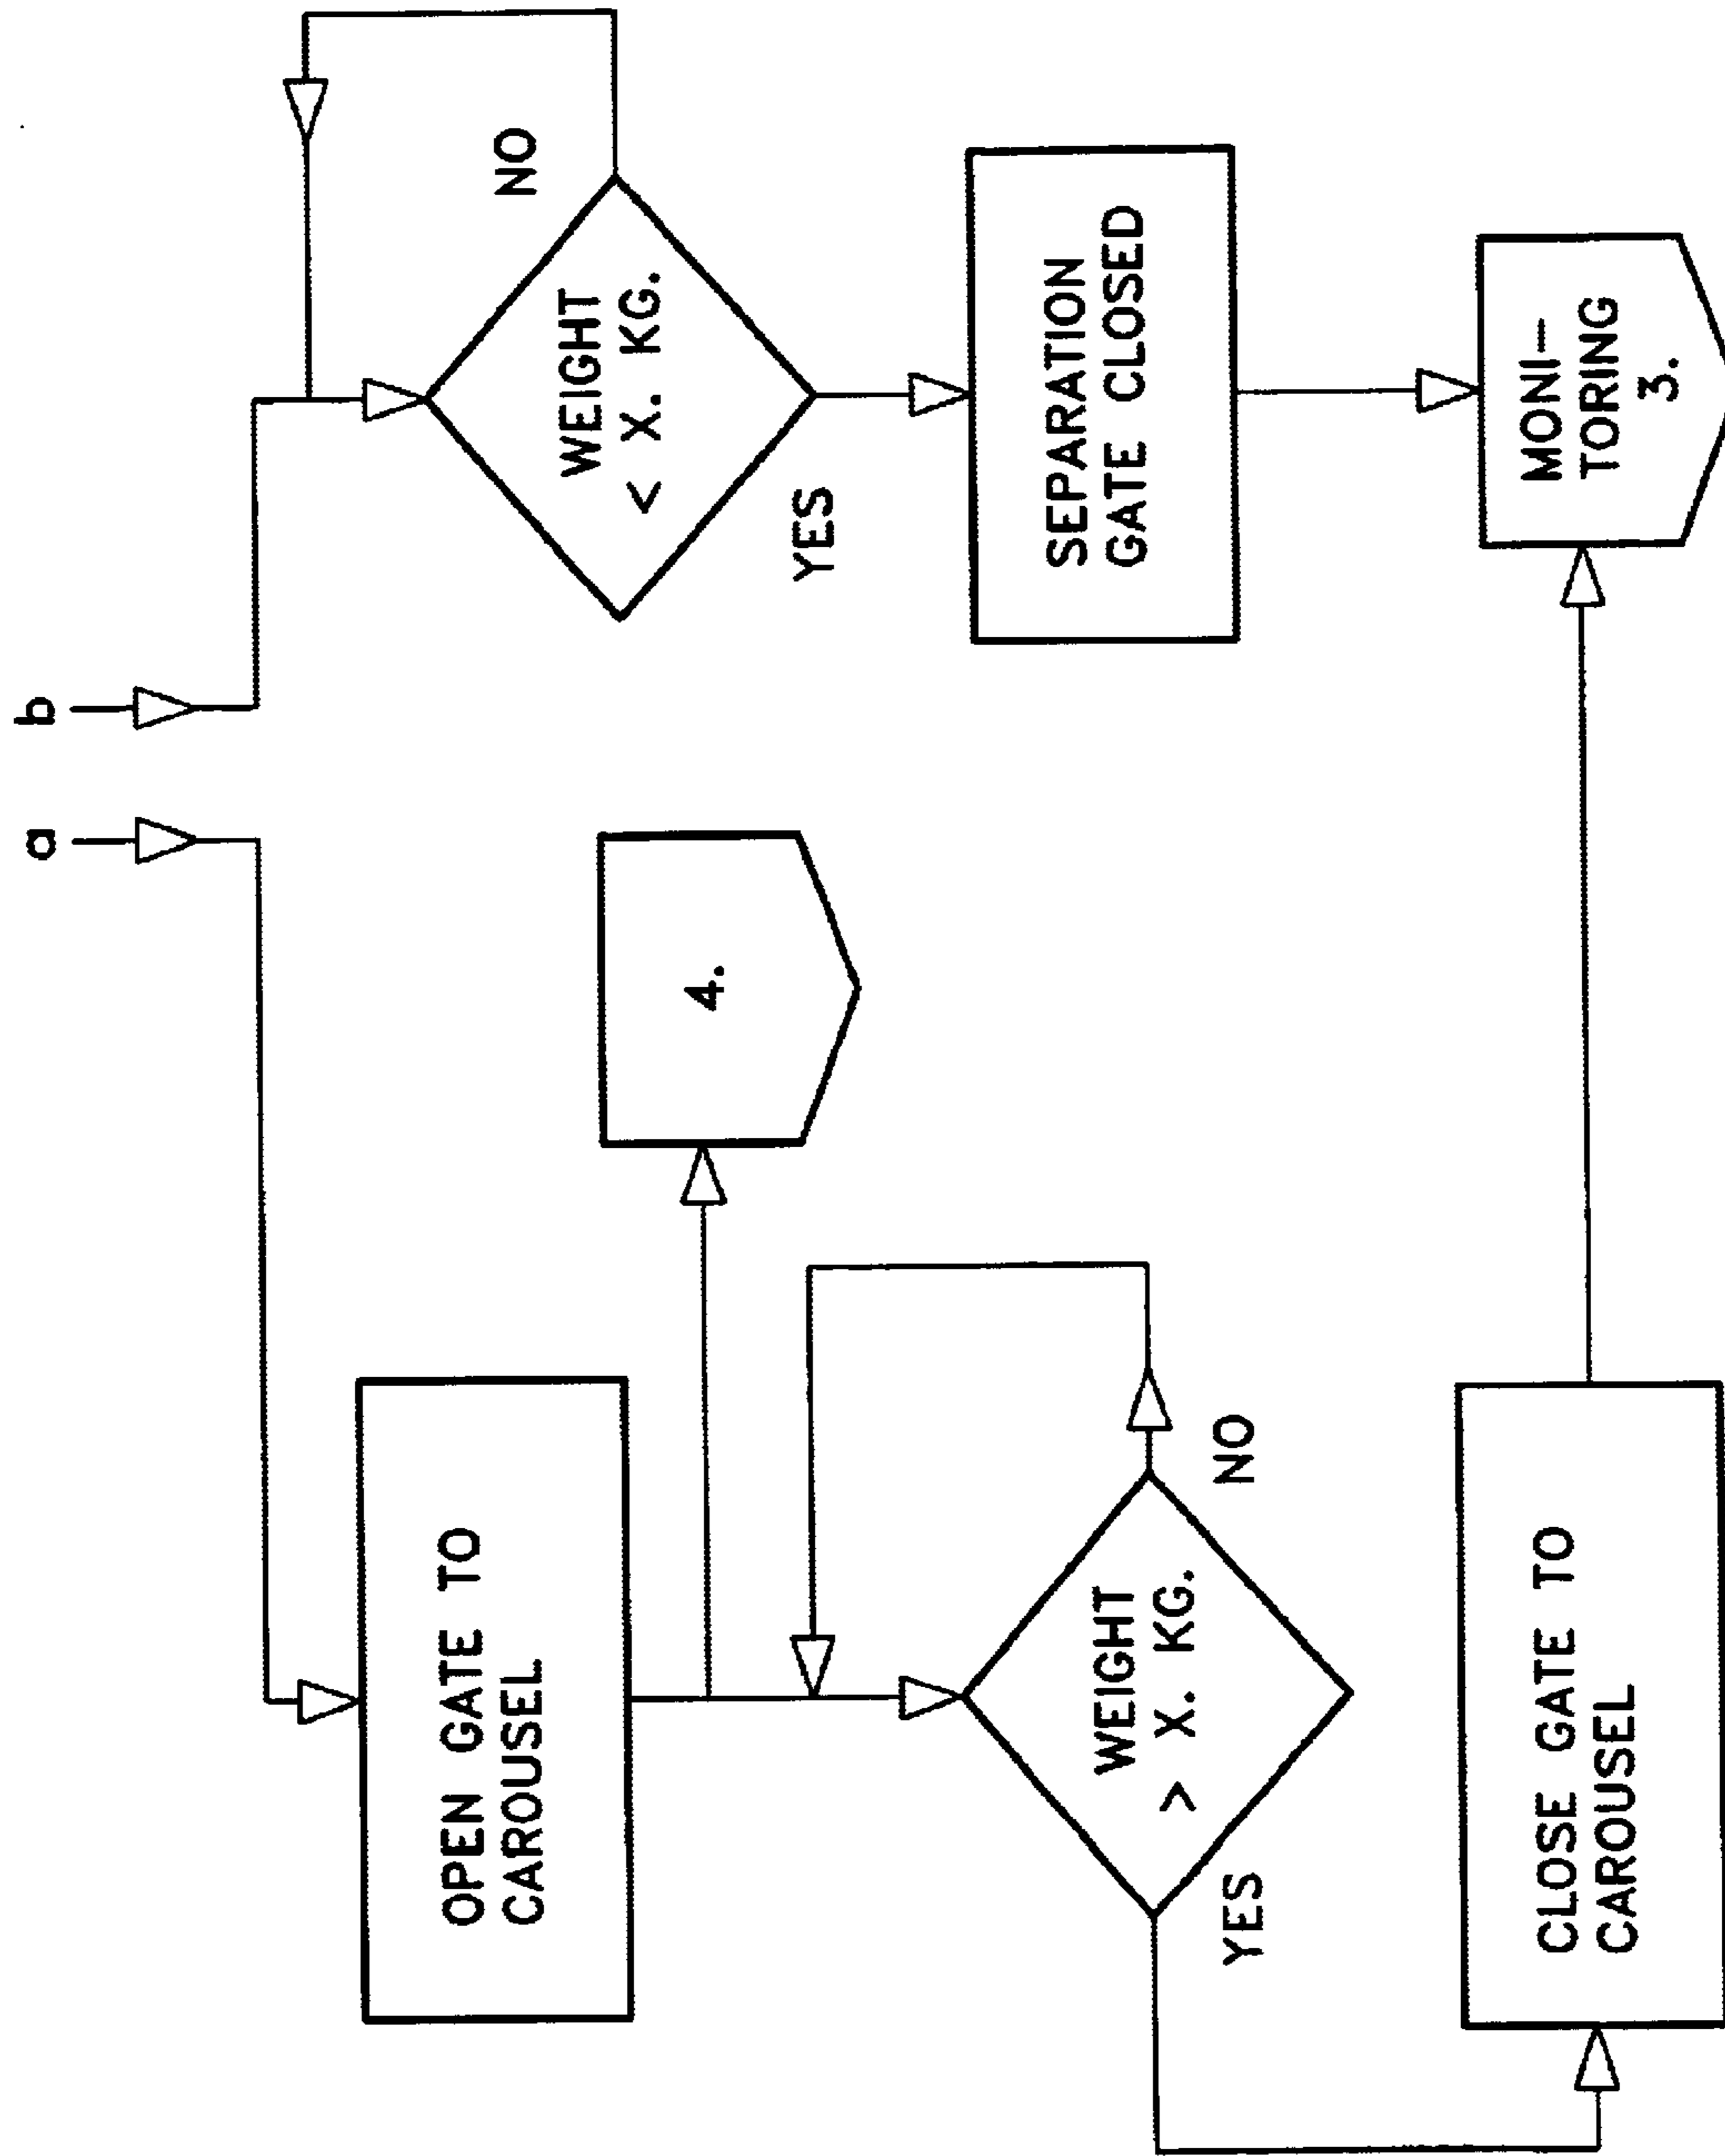 a
b
OPEN GATE TO
CAROUSEL
4.
WEIGHT
> X. KG.
YES
NO
CLOSE GATE TO
CAROUSEL
WEIGHT
< X. KG.
NO
YES
SEPARATION
GATE CLOSED
MONI-
TORING
3.